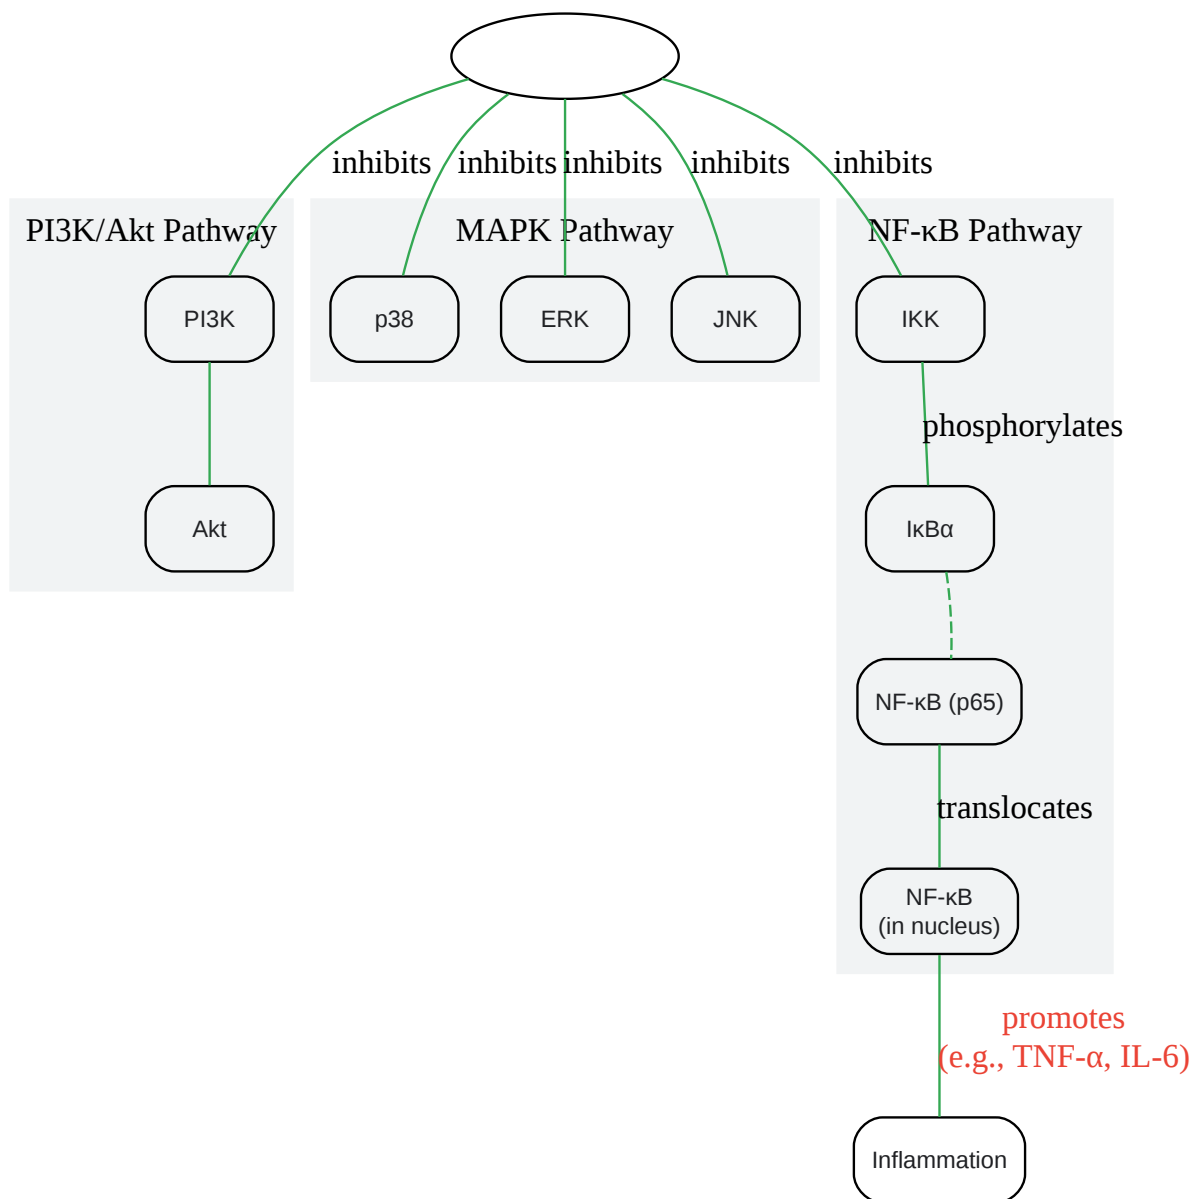 inhibits inhibits inhibits inhibits inhibits
PI3K/Akt Pathway MAPK Pathway NF-κB Pathway
PI3K p38 ERK JNK IKK
phosphorylates
Akt IκBα
NF-κB (p65)
translocates
NF-κB
(in nucleus)
promotes
(e.g., TNF-α, IL-6)
Inflammation